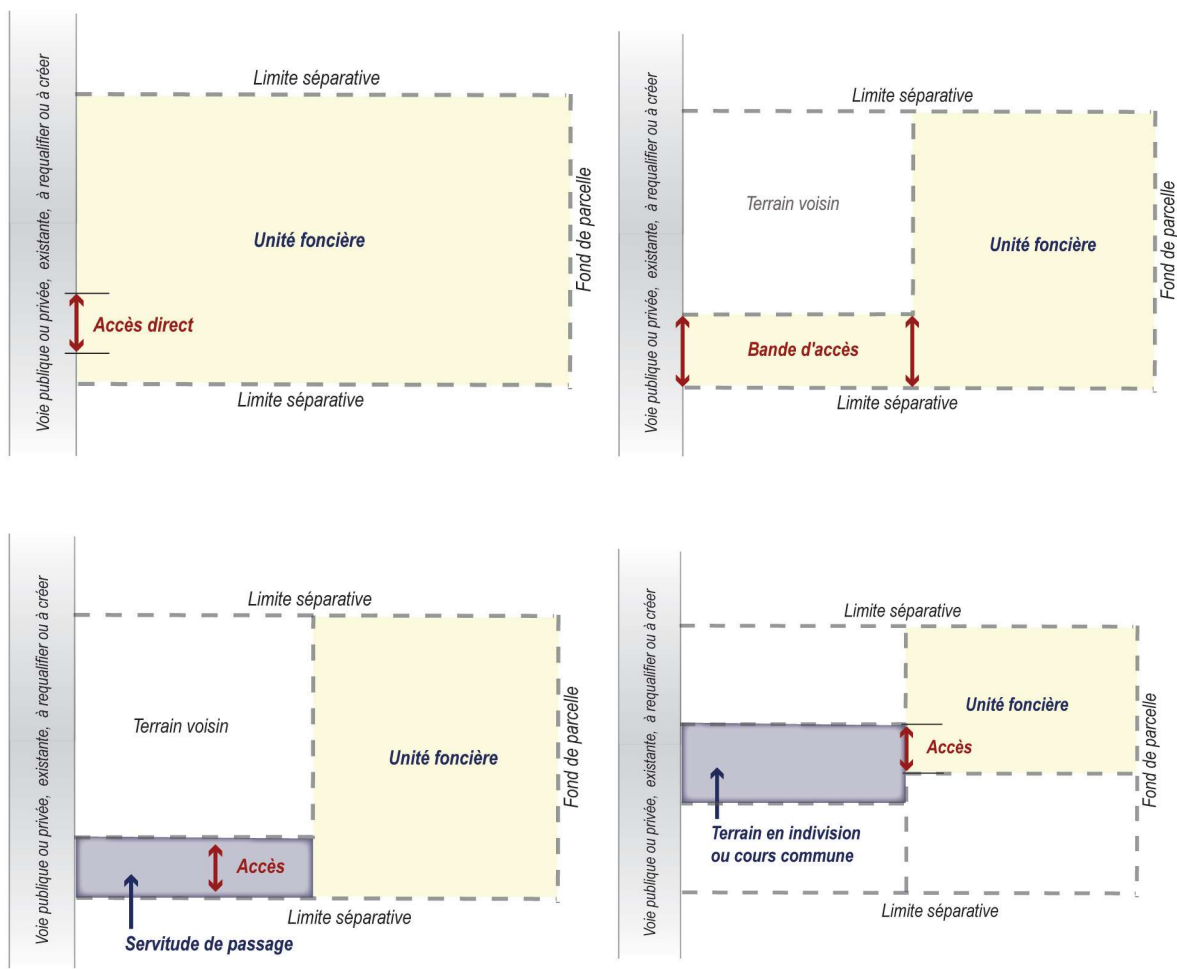 Voie publique ou privée, existante, à requalifier ou à créer
Limite séparative
Unité foncière
Accès direct
Limite séparative
Fond de parcelle
Voie publique ou privée, existante, à requalifier ou à créer
Limite séparative
Terrain voisin
Unité foncière
Bande d'accès
Limite séparative
Fond de parcelle
Voie publique ou privée, existante, à requalifier ou à créer
Limite séparative
Terrain voisin
Unité foncière
Accès
Limite séparative
Servitude de passage
Fond de parcelle
Voie publique ou privée, existante, à requalifier ou à créer
Limite séparative
Unité foncière
Accès
Terrain en indivision
ou cours commune
Limite séparative
Fond de parcelle